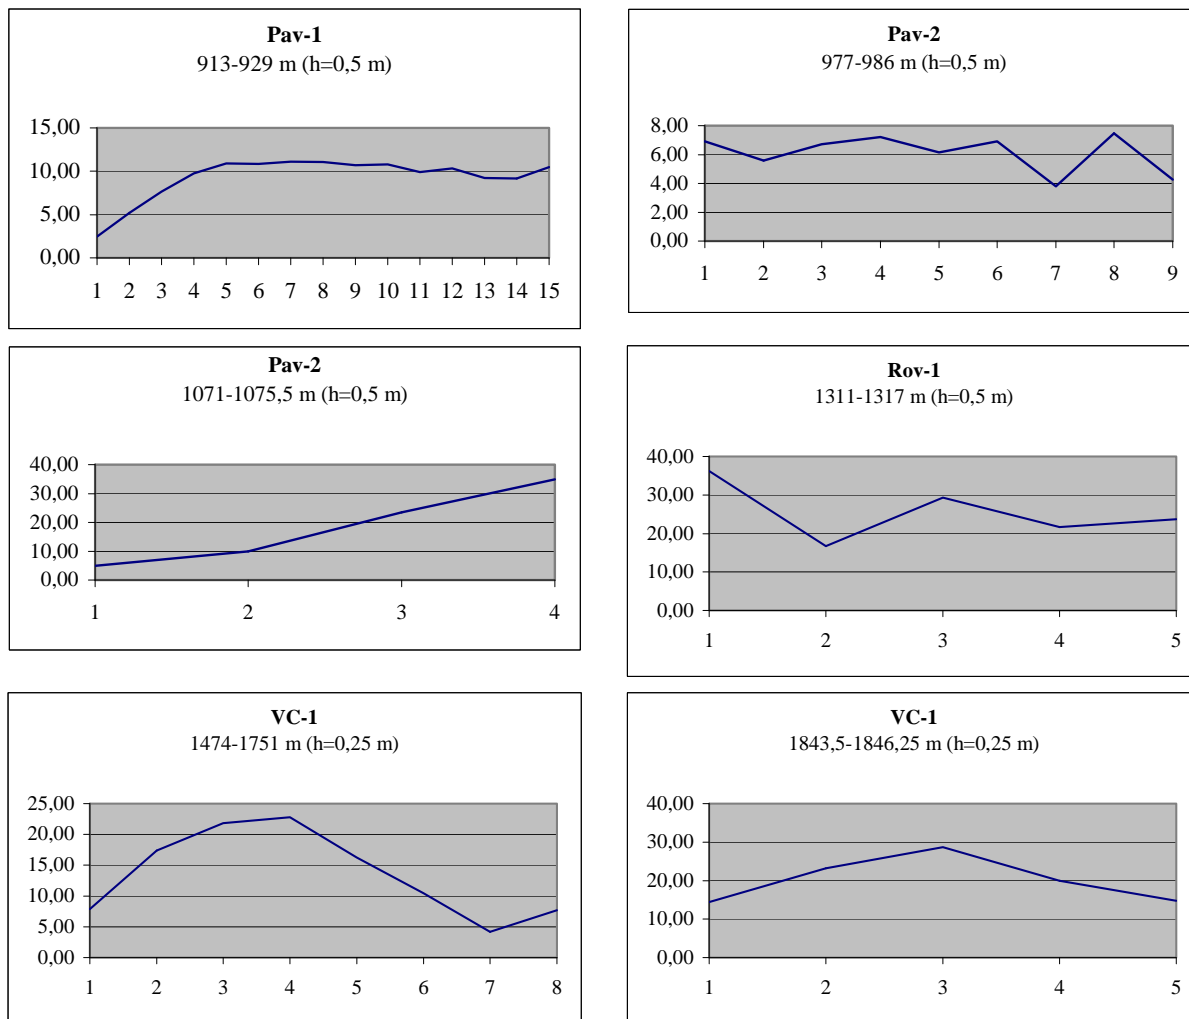 Pav-1
913-929 m (h=0,5 m)
15,00
10,00
5,00
0,00
1 2 3 4 5 6 7 8 9 10 11 12 13 14 15
Pav-2
977-986 m (h=0,5 m)
8,00
6,00
4,00
2,00
0,00
1 2 3 4 5 6 7 8 9
Pav-2
1071-1075,5 m (h=0,5 m)
40,00
30,00
20,00
10,00
0,00
1 2 3 4
Rov-1
1311-1317 m (h=0,5 m)
40,00
30,00
20,00
10,00
0,00
1 2 3 4 5
VC-1
1474-1751 m (h=0,25 m)
25,00
20,00
15,00
10,00
5,00
0,00
1 2 3 4 5 6 7 8
VC-1
1843,5-1846,25 m (h=0,25 m)
40,00
30,00
20,00
10,00
0,00
1 2 3 4 5